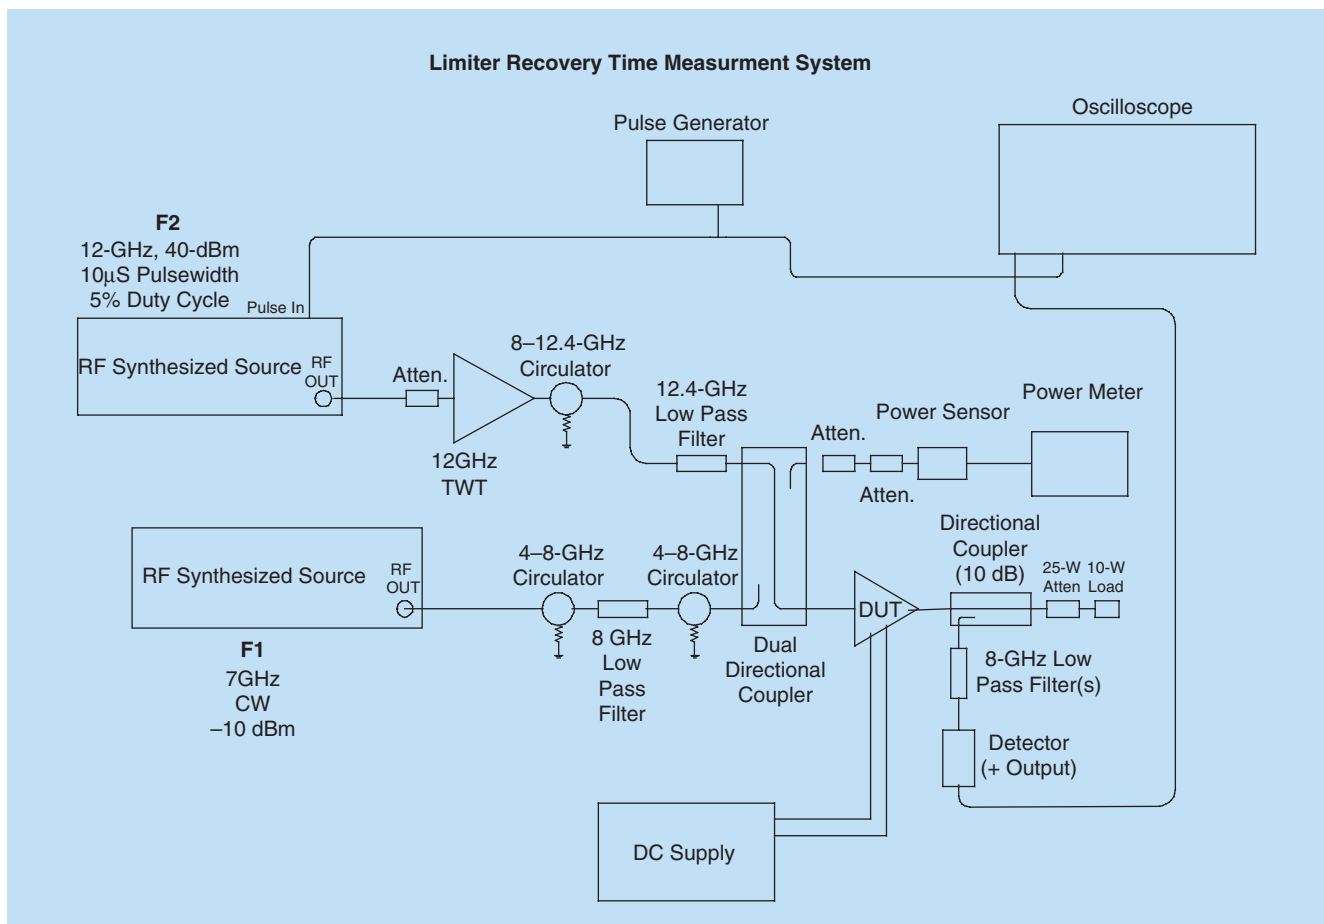 Limiter Recovery Time Measurment System
Pulse Generator
Oscilloscope
F2
12-GHz, 40-dBm
10μS Pulsewidth
5% Duty Cycle
Pulse In
RF Synthesized Source
RF
OUT
Atten.
8–12.4-GHz
Circulator
12GHz
TWT
12.4-GHz
Low Pass
Filter
Atten.
Atten.
Power Sensor
Power Meter
RF Synthesized Source
RF
OUT
F1
7GHz
CW
–10 dBm
4–8-GHz
Circulator
8 GHz
Low
Pass
Filter
4–8-GHz
Circulator
Dual
Directional
Coupler
DUT
Directional
Coupler
(10 dB)
25-W
Atten
10-W
Load
8-GHz Low
Pass Filter(s)
Detector
(+ Output)
DC Supply